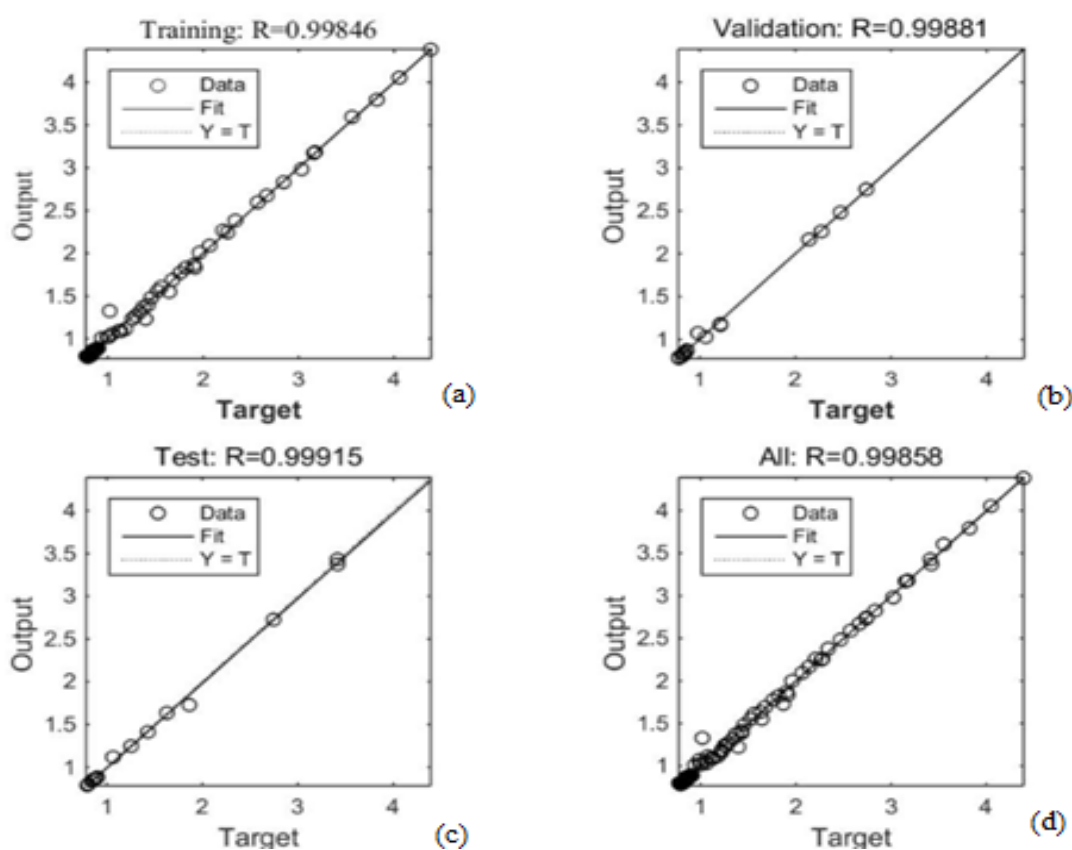 Training: R=0.99846
Data
Fit
Y = T
Output
4
3.5
3
2.5
2
1.5
1
1 2 3 4
Target
(a)
Validation: R=0.99881
Data
Fit
Y = T
Output
4
3.5
3
2.5
2
1.5
1
1 2 3 4
Target
(b)
Test: R=0.99915
Data
Fit
Y = T
Output
4
3.5
3
2.5
2
1.5
1
1 2 3 4
Target
(c)
All: R=0.99858
Data
Fit
Y = T
Output
4
3.5
3
2.5
2
1.5
1
1 2 3 4
Target
(d)